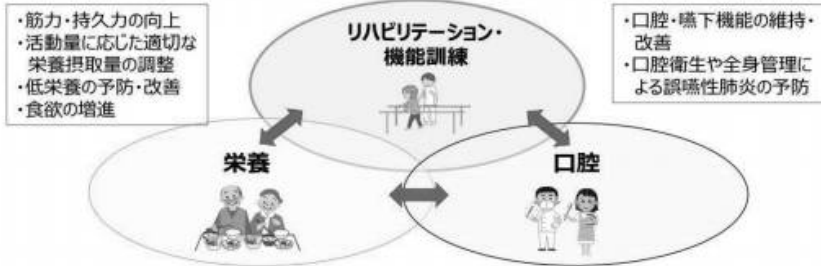 ・筋力・持久力の向上
・活動量に応じた適切な
栄養摂取量の調整
・低栄養の予防・改善
・食欲の増進
リハビリテーション・
機能訓練
・口腔・嚥下機能の維持・
改善
・口腔衛生や全身管理に
よる誤嚥性肺炎の予防
栄養
口腔